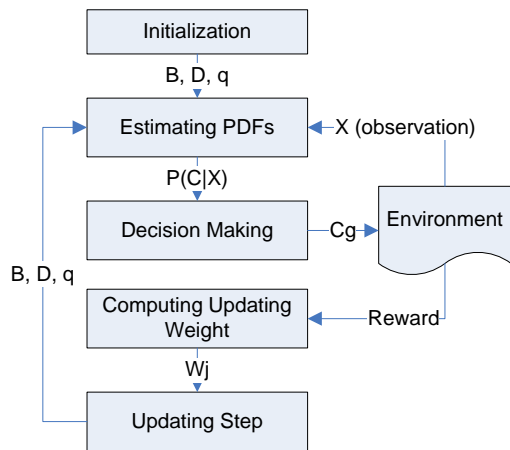 Initialization
B, D, q
Estimating PDFs
X (observation)
P(C|X)
Decision Making
Cg
Environment
B, D, q
Computing Updating
Weight
Reward
Wj
Updating Step